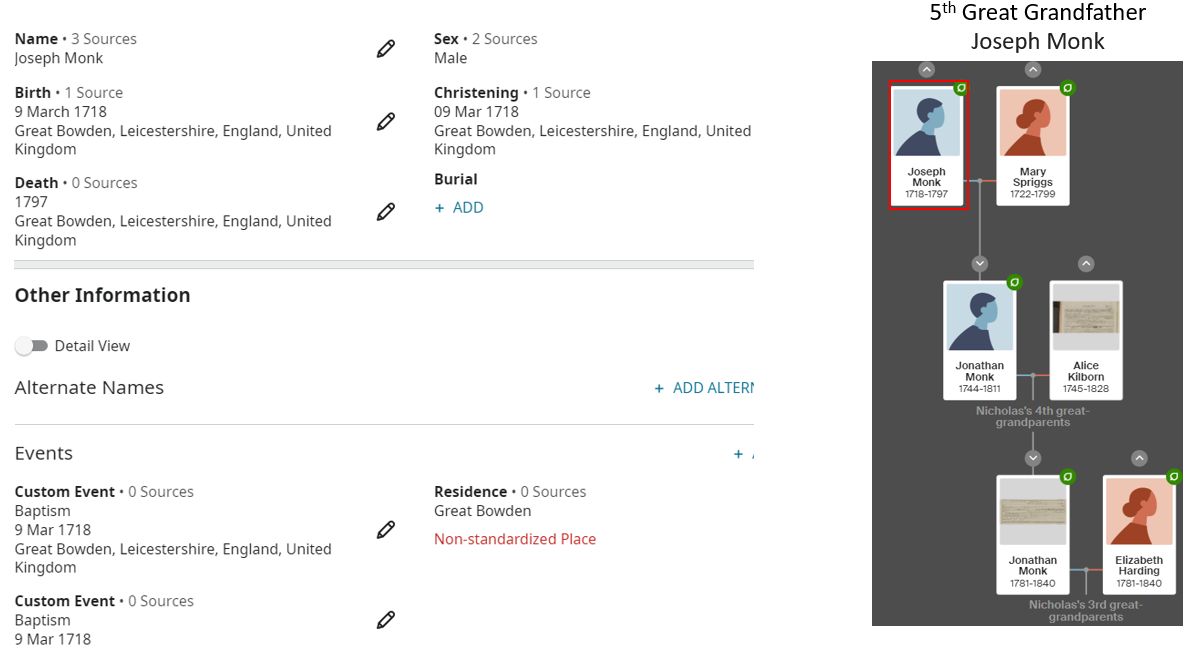 5th Great Grandfather
Joseph Monk
Name • 3 Sources
Joseph Monk
Sex • 2 Sources
Male
Birth • 1 Source
9 March 1718
Great Bowden, Leicestershire, England, United
Kingdom
Christening • 1 Source
09 Mar 1718
Great Bowden, Leicestershire, England, United
Kingdom
Death • 0 Sources
1797
Great Bowden, Leicestershire, England, United
Kingdom
Burial
+ ADD
Other Information
Detail View
Alternate Names
+ ADD ALTERN
Events
+
Custom Event • 0 Sources
Baptism
9 Mar 1718
Great Bowden, Leicestershire, England, United
Kingdom
Residence • 0 Sources
Great Bowden
Non-standardized Place
Custom Event • 0 Sources
Baptism
9 Mar 1718
Joseph
Monk
1718-1797
Mary
Spriggs
1722-1799
Jonathan
Monk
1744-1811
Alice
Kilborn
1745-1828
Nicholas's 4th great-
grandparents
Jonathan
Monk
1781-1840
Elizabeth
Harding
1781-1840
Nicholas's 3rd great-
grandparents